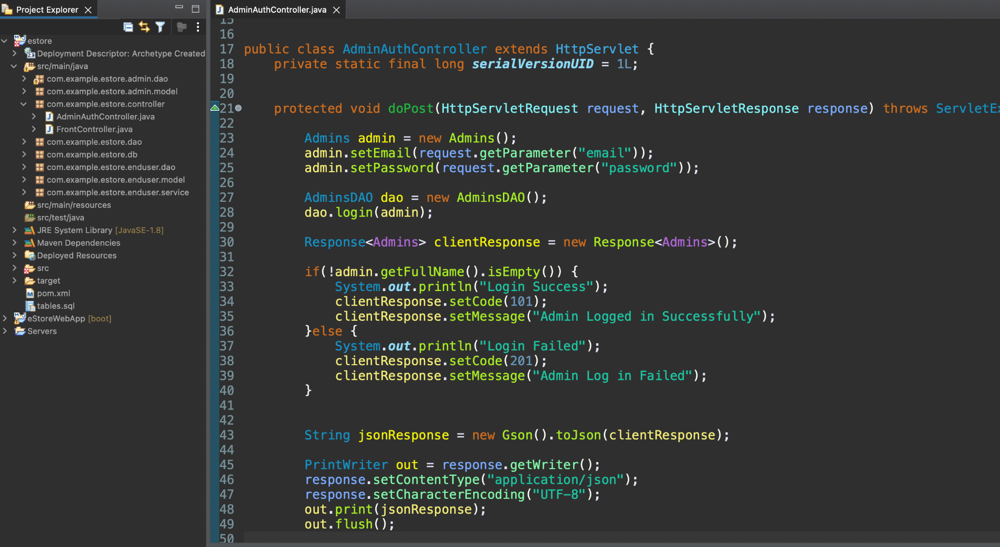 Project Explorer
estore
Deployment Descriptor: Archetype Created
src/main/java
com.example.estore.admin.dao
com.example.estore.admin.model
com.example.estore.controller
AdminAuthController.java
FrontController.java
com.example.estore.dao
com.example.estore.db
com.example.estore.enduser.dao
com.example.estore.enduser.model
com.example.estore.enduser.service
src/main/resources
src/test/java
JRE System Library [JavaSE-1.8]
Maven Dependencies
Deployed Resources
src
target
pom.xml
tables.sql
eStoreWebApp [boot]
Servers
AdminAuthController.java
15
16
17 public class AdminAuthController extends HttpServlet {
18     private static final long serialVersionUID = 1L;
19
20
21     protected void doPost(HttpServletRequest request, HttpServletResponse response) throws ServletEx
22
23         Admins admin = new Admins();
24         admin.setEmail(request.getParameter("email"));
25         admin.setPassword(request.getParameter("password"));
26
27         AdminsDAO dao = new AdminsDAO();
28         dao.login(admin);
29
30         Response<Admins> clientResponse = new Response<Admins>();
31
32         if(!admin.getFullName().isEmpty()) {
33             System.out.println("Login Success");
34             clientResponse.setCode(101);
35             clientResponse.setMessage("Admin Logged in Successfully");
36         }else {
37             System.out.println("Login Failed");
38             clientResponse.setCode(201);
39             clientResponse.setMessage("Admin Log in Failed");
40         }
41
42
43         String jsonResponse = new Gson().toJson(clientResponse);
44
45         PrintWriter out = response.getWriter();
46         response.setContentType("application/json");
47         response.setCharacterEncoding("UTF-8");
48         out.print(jsonResponse);
49         out.flush();
50